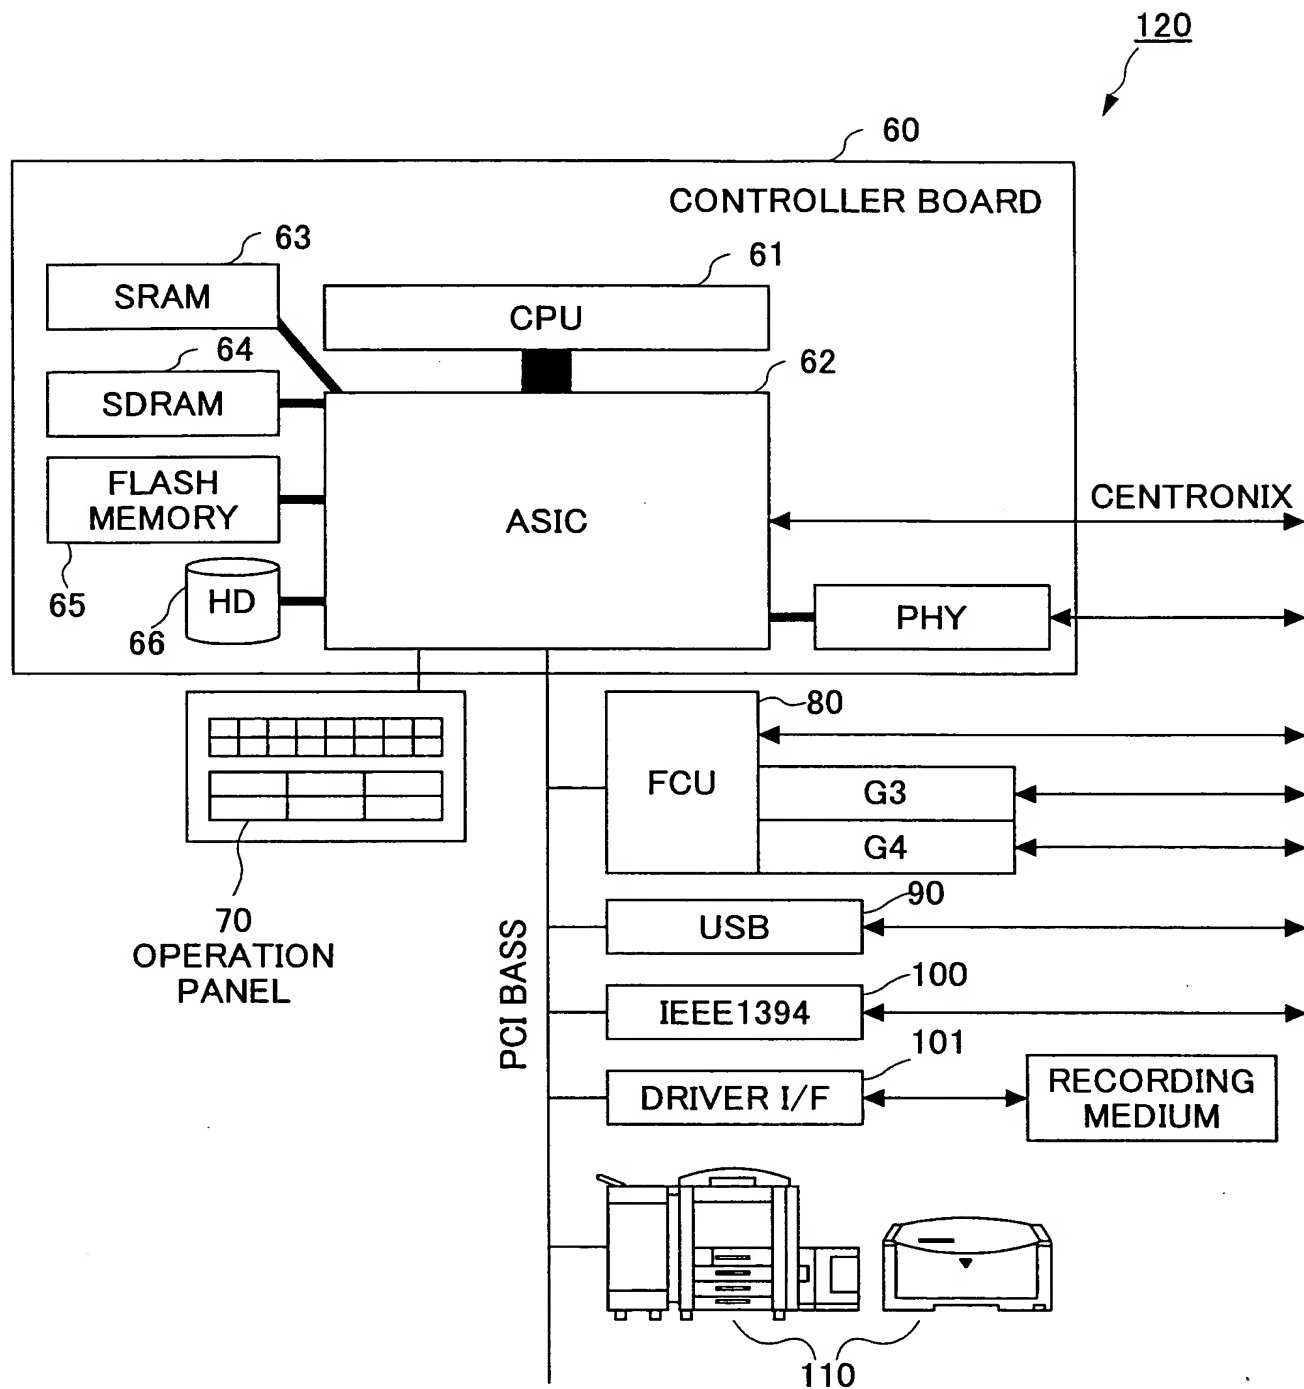 120
60
CONTROLLER BOARD
63
61
SRAM
CPU
64
62
SDRAM
FLASH
MEMORY
ASIC
CENTRONIX
65
HD
66
PHY
80
FCU
G3
G4
70
OPERATION
PANEL
PCI BASS
90
USB
100
IEEE1394
101
DRIVER I/F
RECORDING
MEDIUM
110